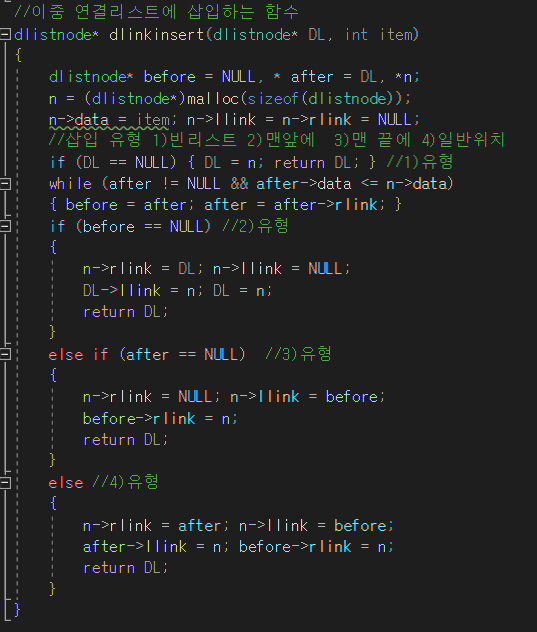 //이중 연결리스트에 삽입하는 함수
dlistnode* dlinkinsert(dlistnode* DL, int item)
{
dlistnode* before = NULL, * after = DL, *n;
n = (dlistnode*)malloc(sizeof(dlistnode));
n->data = item; n->llink = n->rlink = NULL;
//삽입 유형 1)빈리스트 2)맨앞에 3)맨 끝에 4)일반위치
if (DL == NULL) { DL = n; return DL; } //1)유형
while (after != NULL && after->data <= n->data)
{ before = after; after = after->rlink; }
if (before == NULL) //2)유형
{
n->rlink = DL; n->llink = NULL;
DL->llink = n; DL = n;
return DL;
}
else if (after == NULL) //3)유형
{
n->rlink = NULL; n->llink = before;
before->rlink = n;
return DL;
}
else //4)유형
{
n->rlink = after; n->llink = before;
after->llink = n; before->rlink = n;
return DL;
}
}